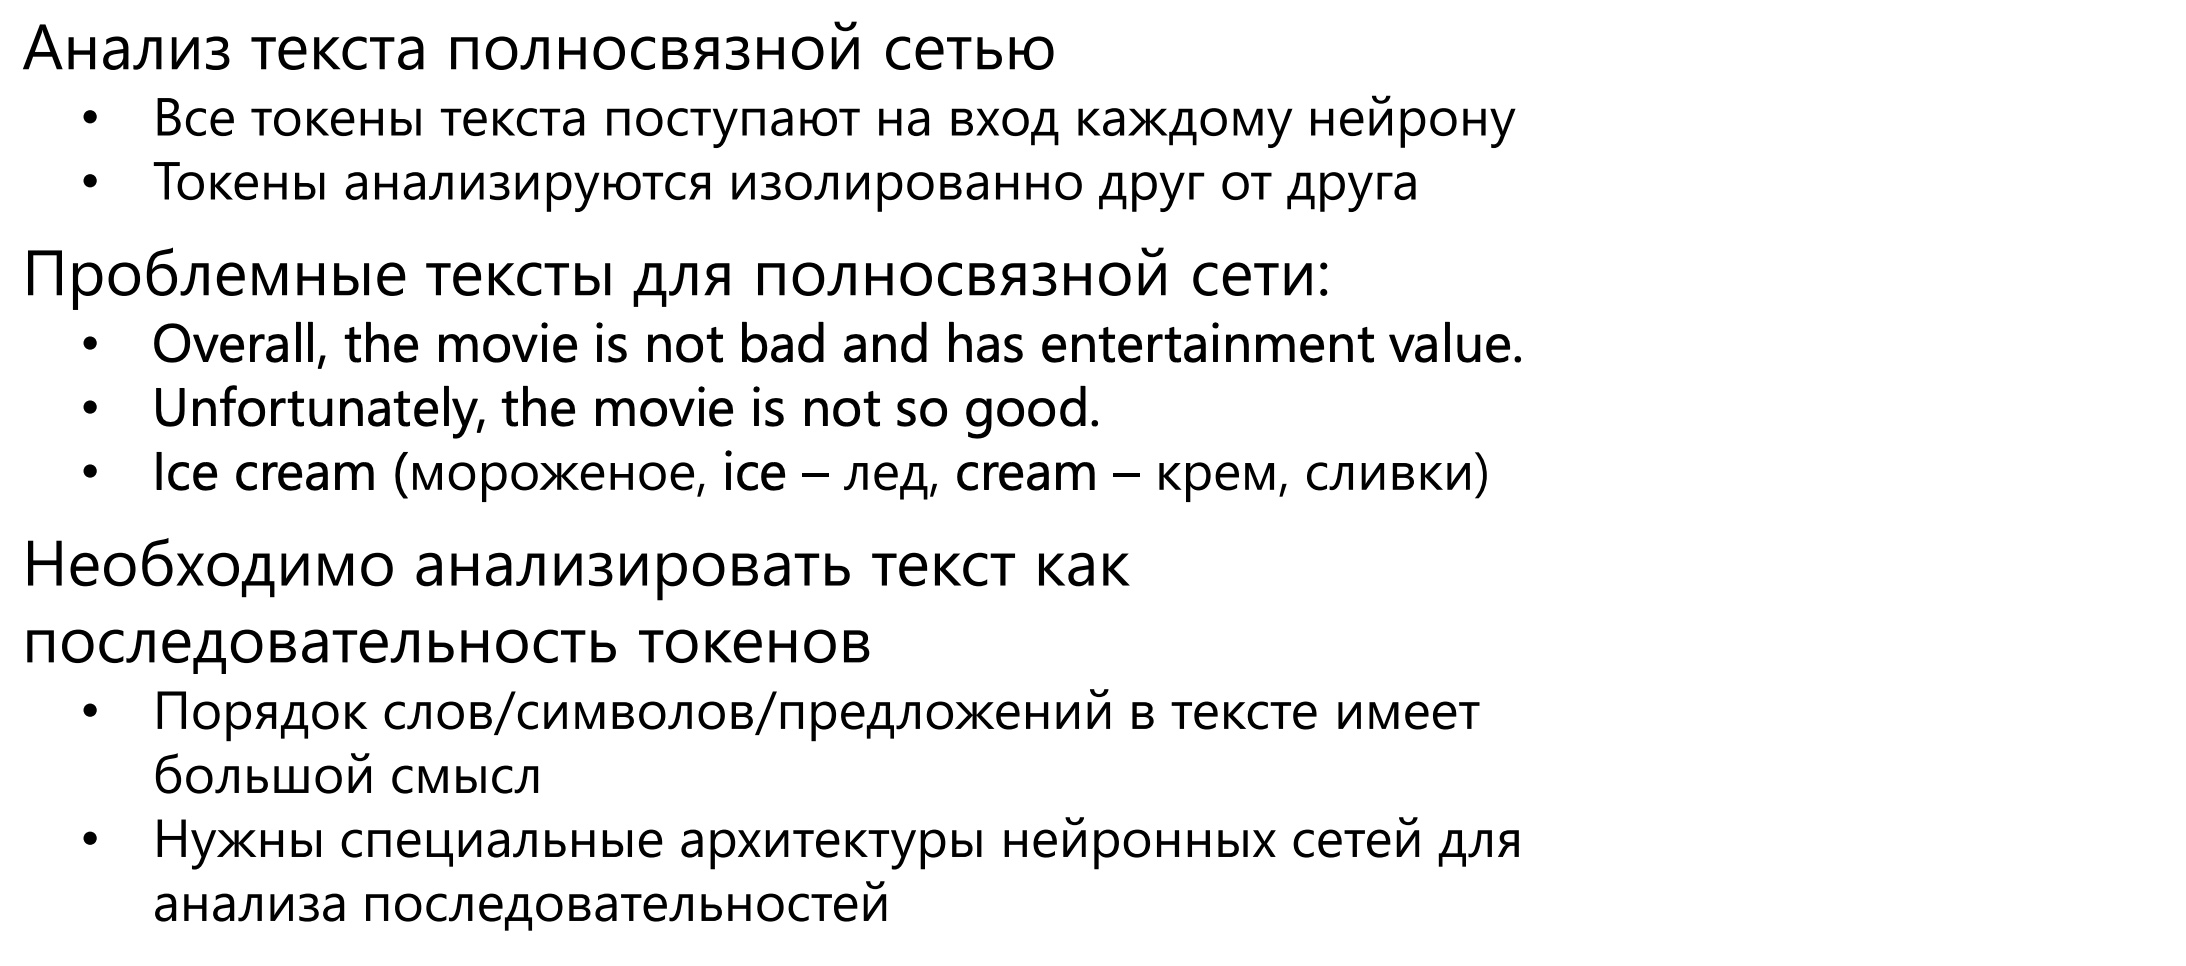 Анализ текста полносвязной сетью
• Все токены текста поступают на вход каждому нейрону
• Токены анализируются изолированно друг от друга
Проблемные тексты для полносвязной сети:
• Overall, the movie is not bad and has entertainment value.
• Unfortunately, the movie is not so good.
• Ice cream (мороженое, ice – лед, cream – крем, сливки)
Необходимо анализировать текст как
последовательность токенов
• Порядок слов/символов/предложений в тексте имеет
большой смысл
• Нужны специальные архитектуры нейронных сетей для
анализа последовательностей